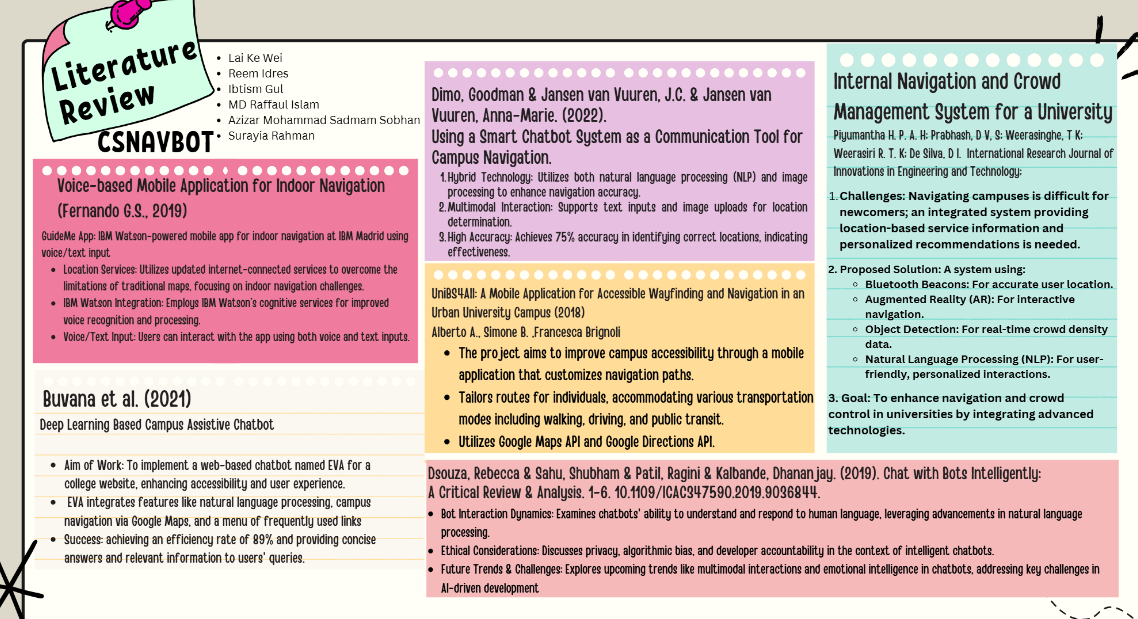 Literature
Review
CSNAVBOT
• Lai Ke Wei
• Reem Idres
• Ibtism Gul
• MD Raffaul Islam
• Azizar Mohammad Sadmam Sobhan
• Surayia Rahman
Voice-based Mobile Application for Indoor Navigation
(Fernando G.S., 2019)
GuideMe App: IBM Watson-powered mobile app for indoor navigation at IBM Madrid using
voice/text input
• Location Services: Utilizes updated internet-connected services to overcome the
limitations of traditional maps, focusing on indoor navigation challenges.
• IBM Watson Integration: Employs IBM Watson's cognitive services for improved
voice recognition and processing.
• Voice/Text Input: Users can interact with the app using both voice and text inputs.
Buvana et al. (2021)
Deep Learning Based Campus Assistive Chatbot
• Aim of Work: To implement a web-based chatbot named EVA for a
college website, enhancing accessibility and user experience.
• EVA integrates features like natural language processing, campus
navigation via Google Maps, and a menu of frequently used links
• Success: achieving an efficiency rate of 89% and providing concise
answers and relevant information to users' queries.
Dimo, Goodman & Jansen van Vuuren, J.C. & Jansen van
Vuuren, Anna-Marie. (2022).
Using a Smart Chatbot System as a Communication Tool for
Campus Navigation.
1. Hybrid Technology: Utilizes both natural language processing (NLP) and image
processing to enhance navigation accuracy.
2. Multimodal Interaction: Supports text inputs and image uploads for location
determination.
3. High Accuracy: Achieves 75% accuracy in identifying correct locations, indicating
effectiveness.
UniBS4All: A Mobile Application for Accessible Wayfinding and Navigation in an
Urban University Campus (2018)
Alberto A., Simone B. ,Francesca Brignoli
• The project aims to improve campus accessibility through a mobile
application that customizes navigation paths.
• Tailors routes for individuals, accommodating various transportation
modes including walking, driving, and public transit.
• Utilizes Google Maps API and Google Directions API.
Internal Navigation and Crowd
Management System for a University
Piyumantha H. P. A. H; Prabhash, D V, S; Weerasinghe, T K;
Weerasiri R. T. K; De Silva, D I. International Research Journal of
Innovations in Engineering and Technology;
1. Challenges: Navigating campuses is difficult for
newcomers; an integrated system providing
location-based service information and
personalized recommendations is needed.
2. Proposed Solution: A system using:
○ Bluetooth Beacons: For accurate user location.
○ Augmented Reality (AR): For interactive
navigation.
○ Object Detection: For real-time crowd density
data.
○ Natural Language Processing (NLP): For user-
friendly, personalized interactions.
3. Goal: To enhance navigation and crowd
control in universities by integrating advanced
technologies.
Dsouza, Rebecca & Sahu, Shubham & Patil, Ragini & Kalbande, Dhananjay. (2019). Chat with Bots Intelligently:
A Critical Review & Analysis. 1-6. 10.1109/ICAC347590.2019.9036844.
• Bot Interaction Dynamics: Examines chatbots' ability to understand and respond to human language, leveraging advancements in natural language
processing.
• Ethical Considerations: Discusses privacy, algorithmic bias, and developer accountability in the context of intelligent chatbots.
• Future Trends & Challenges: Explores upcoming trends like multimodal interactions and emotional intelligence in chatbots, addressing key challenges in
AI-driven development